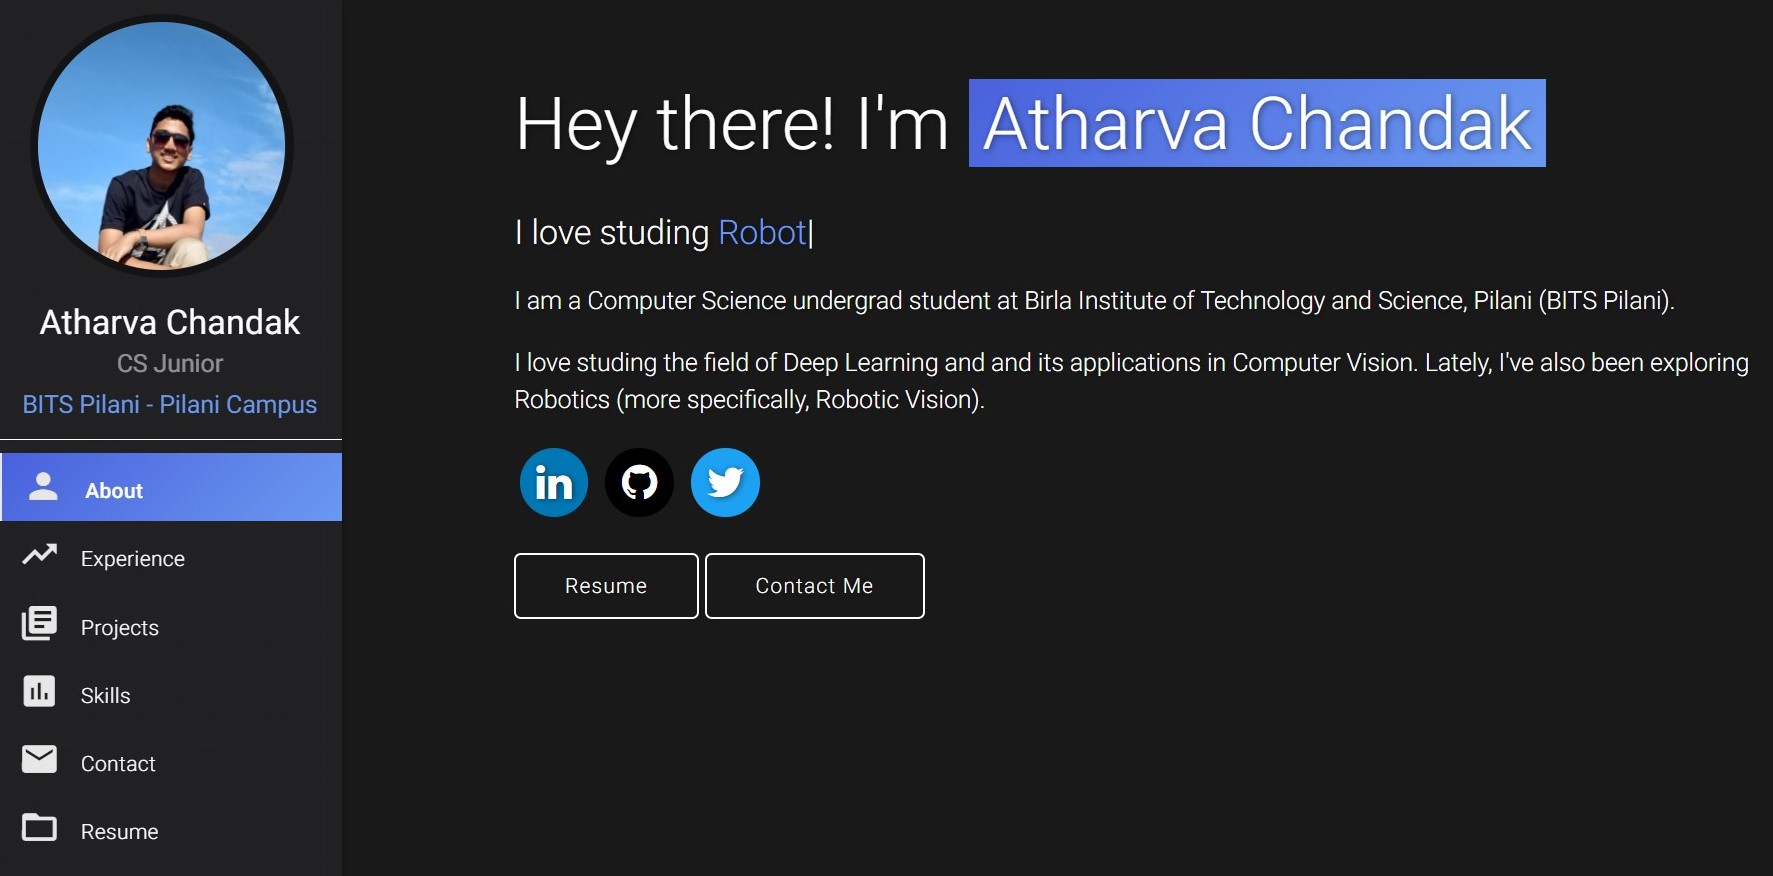 Atharva Chandak
CS Junior
BITS Pilani - Pilani Campus
About
Experience
Projects
Skills
Contact
Resume
Hey there! I'm Atharva Chandak
I love studing Robot|
I am a Computer Science undergrad student at Birla Institute of Technology and Science, Pilani (BITS Pilani).
I love studing the field of Deep Learning and and its applications in Computer Vision. Lately, I've also been exploring
Robotics (more specifically, Robotic Vision).
in
Resume
Contact Me